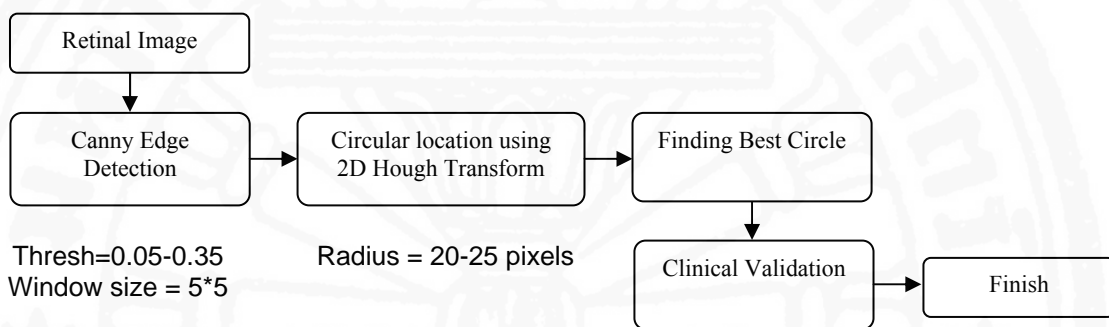 Retinal Image
Canny Edge
Detection
Circular location using
2D Hough Transform
Finding Best Circle
Thresh=0.05-0.35
Window size = 5*5
Radius = 20-25 pixels
Clinical Validation
Finish